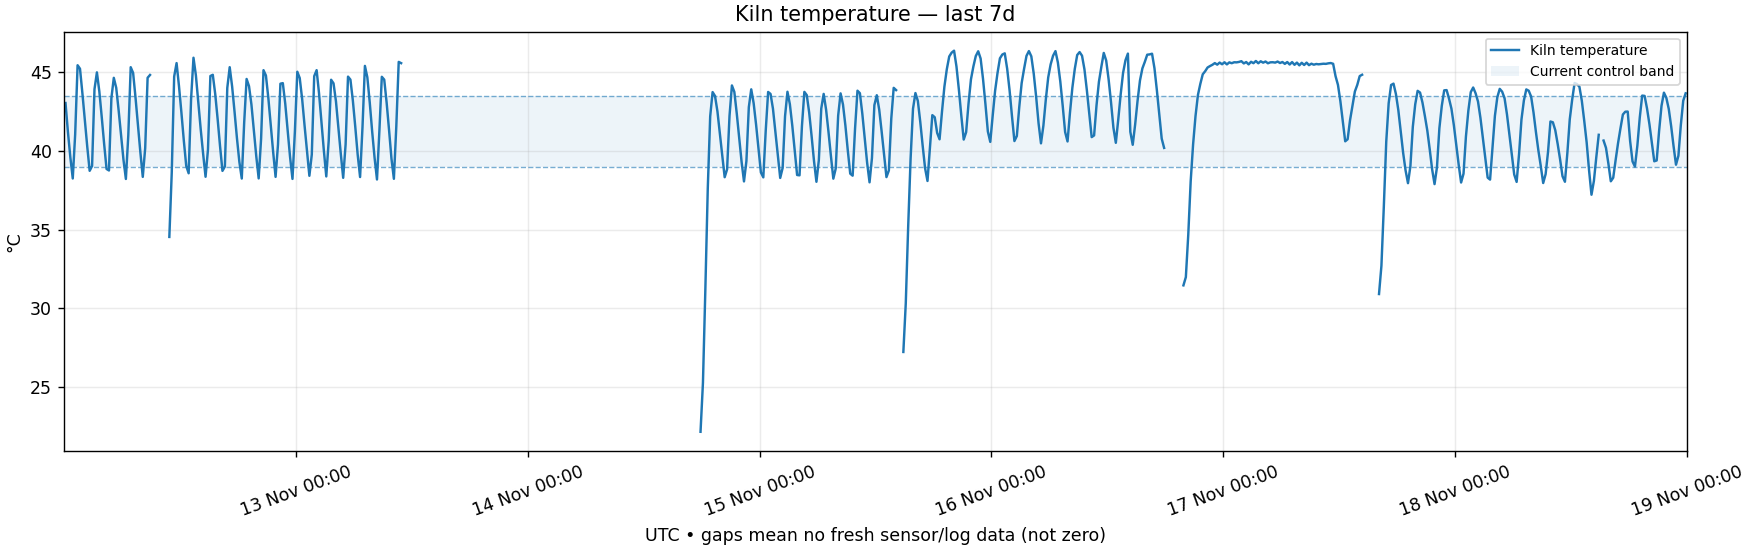 Kiln temperature — last 7d
Kiln temperature
Current control band
45
40
35
30
25
°C
13 Nov 00:00
14 Nov 00:00
15 Nov 00:00
16 Nov 00:00
17 Nov 00:00
18 Nov 00:00
19 Nov 00:00
UTC • gaps mean no fresh sensor/log data (not zero)